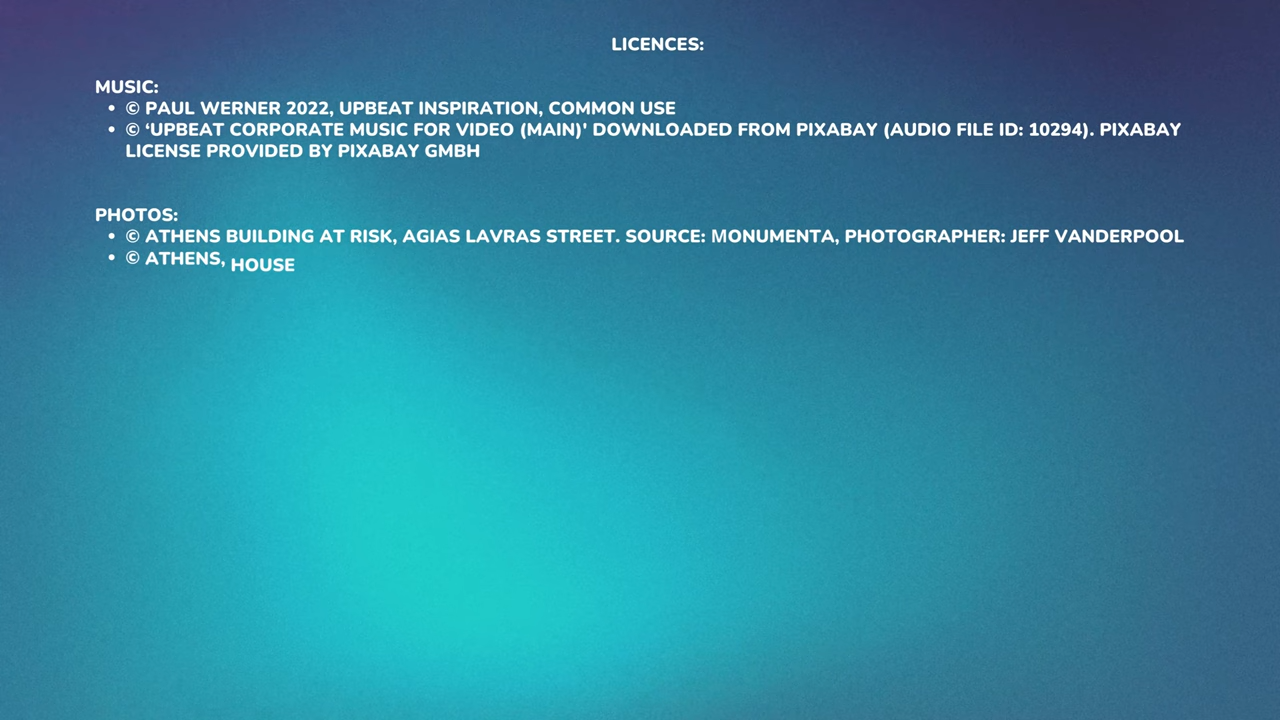 LICENCES:
MUSIC:
• © PAUL WERNER 2022, UPBEAT INSPIRATION, COMMON USE
• © ‘UPBEAT CORPORATE MUSIC FOR VIDEO (MAIN)' DOWNLOADED FROM PIXABAY (AUDIO FILE ID: 10294). PIXABAY
LICENSE PROVIDED BY PIXABAY GMBH
PHOTOS:
• © ATHENS BUILDING AT RISK, AGIAS LAVRAS STREET. SOURCE: MONUMENTA, PHOTOGRAPHER: JEFF VANDERPOOL
• © ATHENS, HOUSE